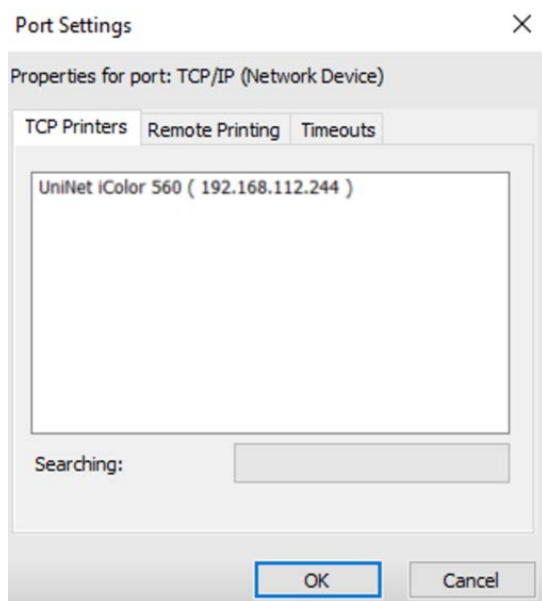 Port Settings
Properties for port: TCP/IP (Network Device)
TCP Printers Remote Printing Timeouts
UniNet iColor 560 ( 192.168.112.244 )
Searching:
OK Cancel